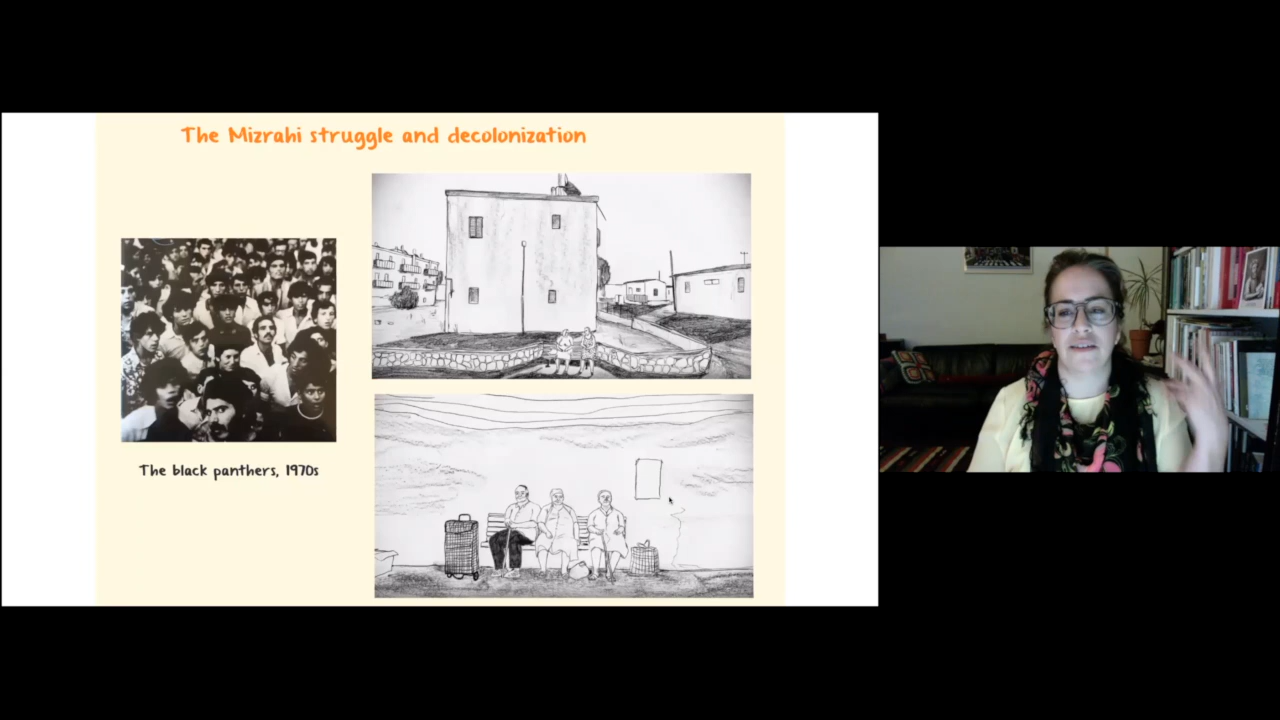 The Mizrahi struggle and decolonization
The black panthers, 1970s